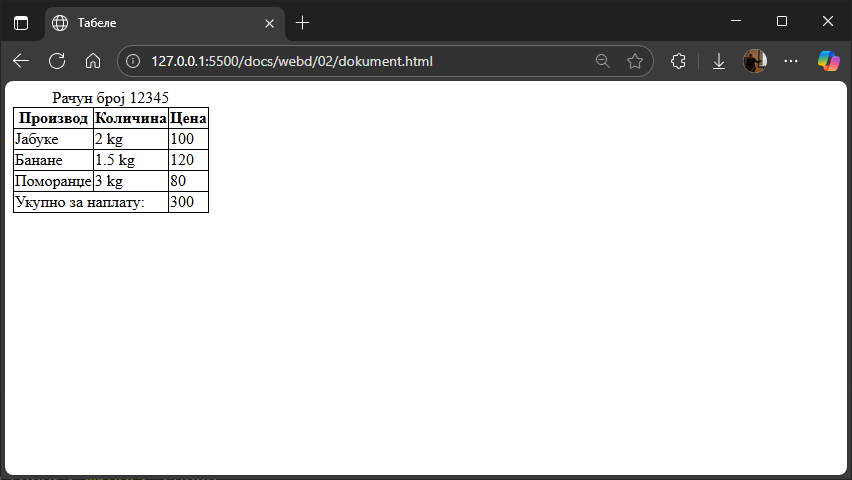 Табеле
127.0.0.1:5500/docs/webd/02/dokument.html
Рачун број 12345
Производ Количина Цена
Јабуке 2 kg 100
Банане 1.5 kg 120
Поморанџе 3 kg 80
Укупно за наплату: 300